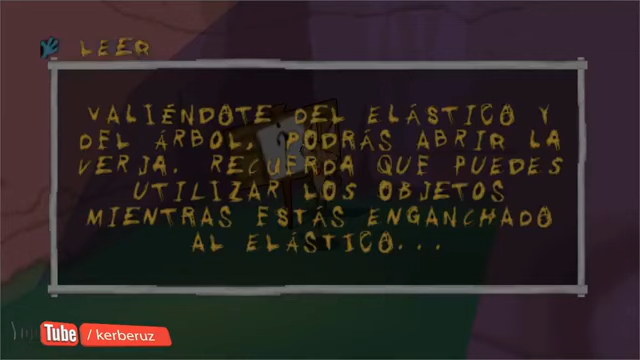 LEER
VALIÉNDOTE DEL ELÁSTICO Y
DEL ÁRBOL, PODRÁS ABRIR LA
VERJA. RECUERDA QUE PUEDES
UTILIZAR LOS OBJETOS
MIENTRAS ESTÁS ENGANCHADO
AL ELÁSTICO...
You Tube / kerberuz